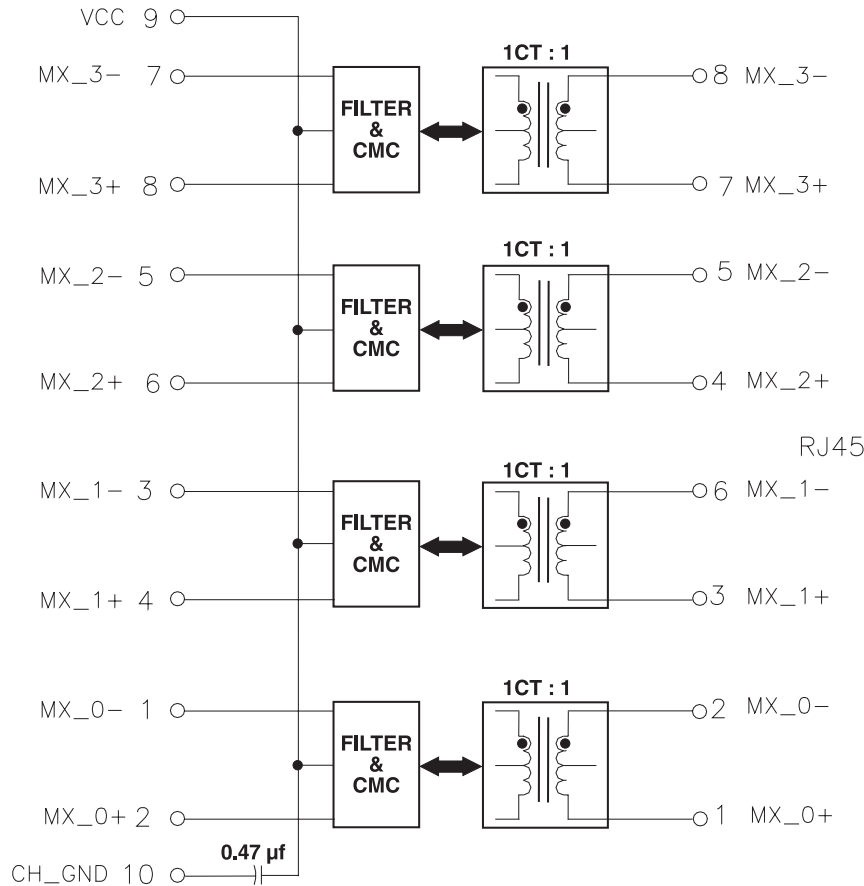 VCC 9
1CT : 1
MX_3- 7
8 MX_3-
FILTER
&
CMC
MX_3+ 8
7 MX_3+
1CT : 1
MX_2- 5
5 MX_2-
FILTER
&
CMC
MX_2+ 6
4 MX_2+
RJ45
1CT : 1
MX_1- 3
6 MX_1-
FILTER
&
CMC
MX_1+ 4
3 MX_1+
1CT : 1
MX_0- 1
2 MX_0-
FILTER
&
CMC
MX_0+ 2
1 MX_0+
0.47 µf
CH_GND 10